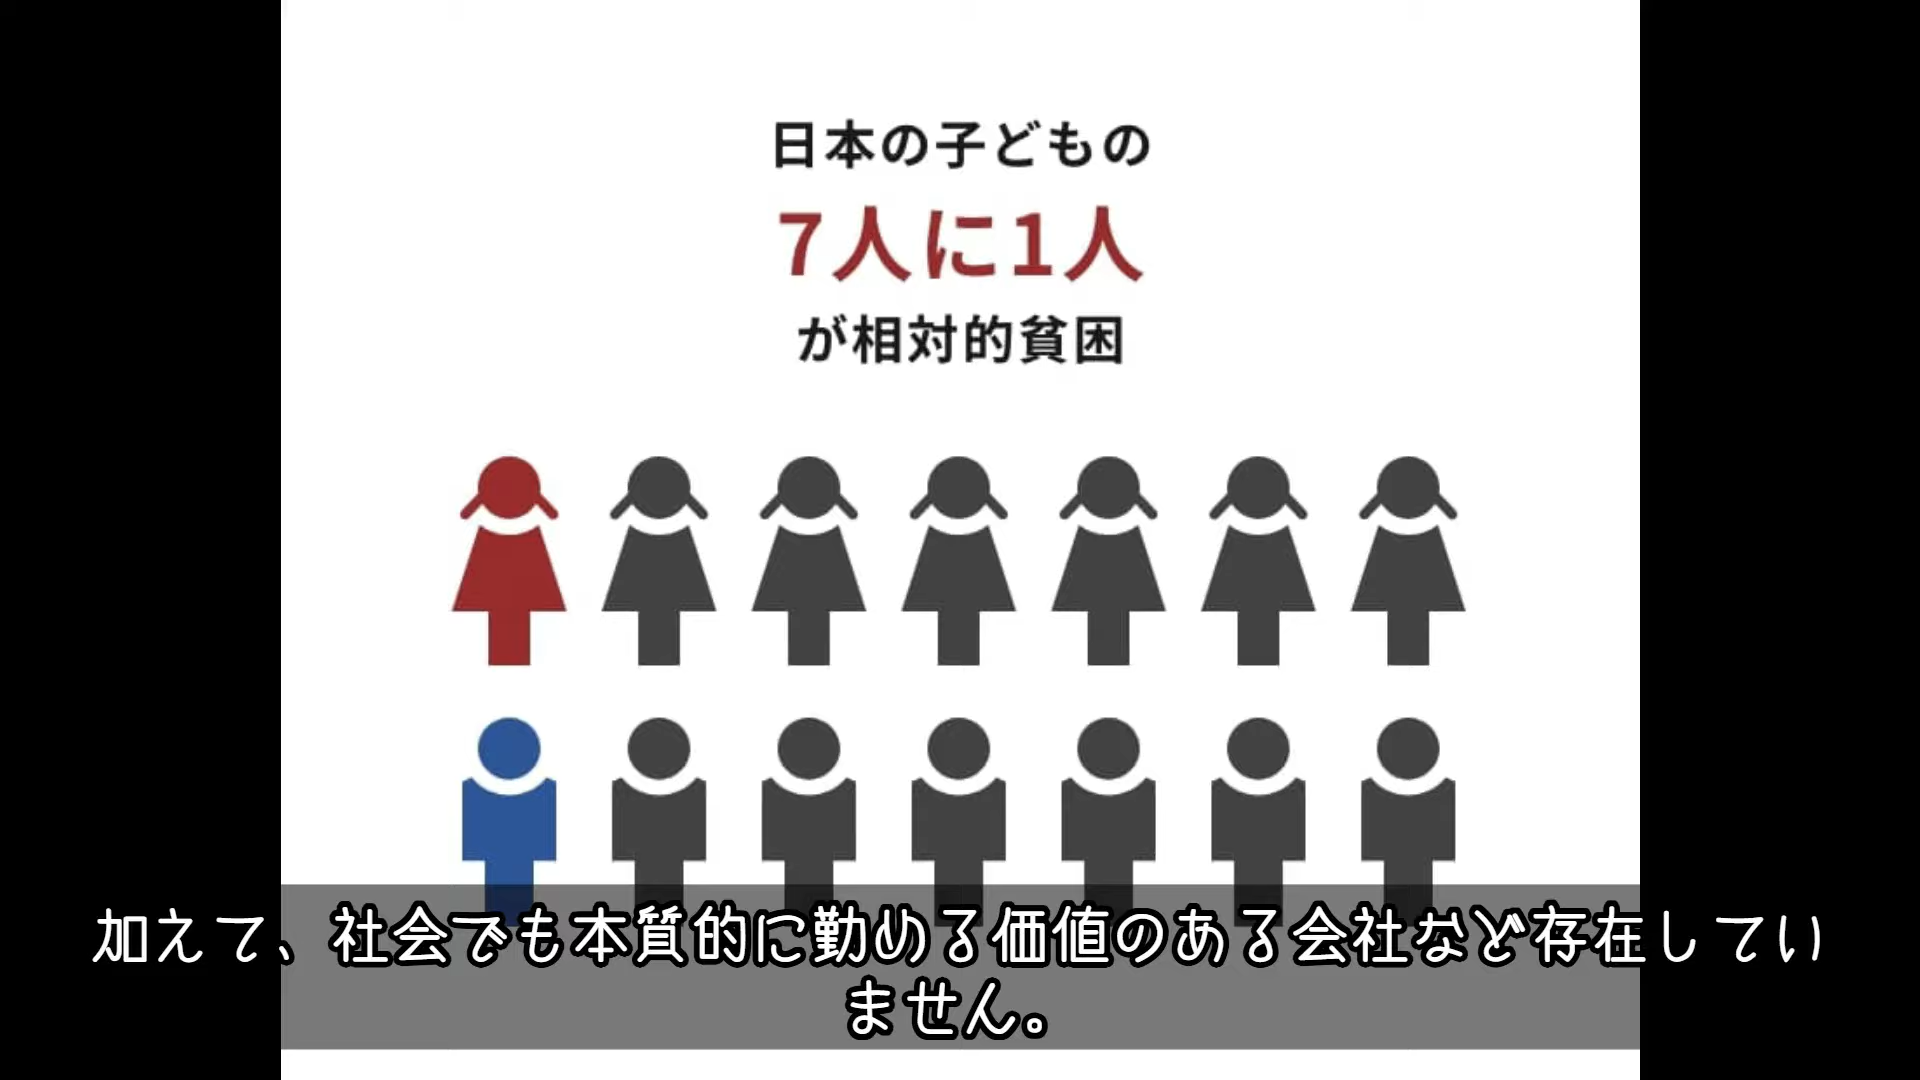 日本の子どもの
7人に1人
が相対的貧困
加えて、社会でも本質的に勤める価値のある会社など存在してい
ません。